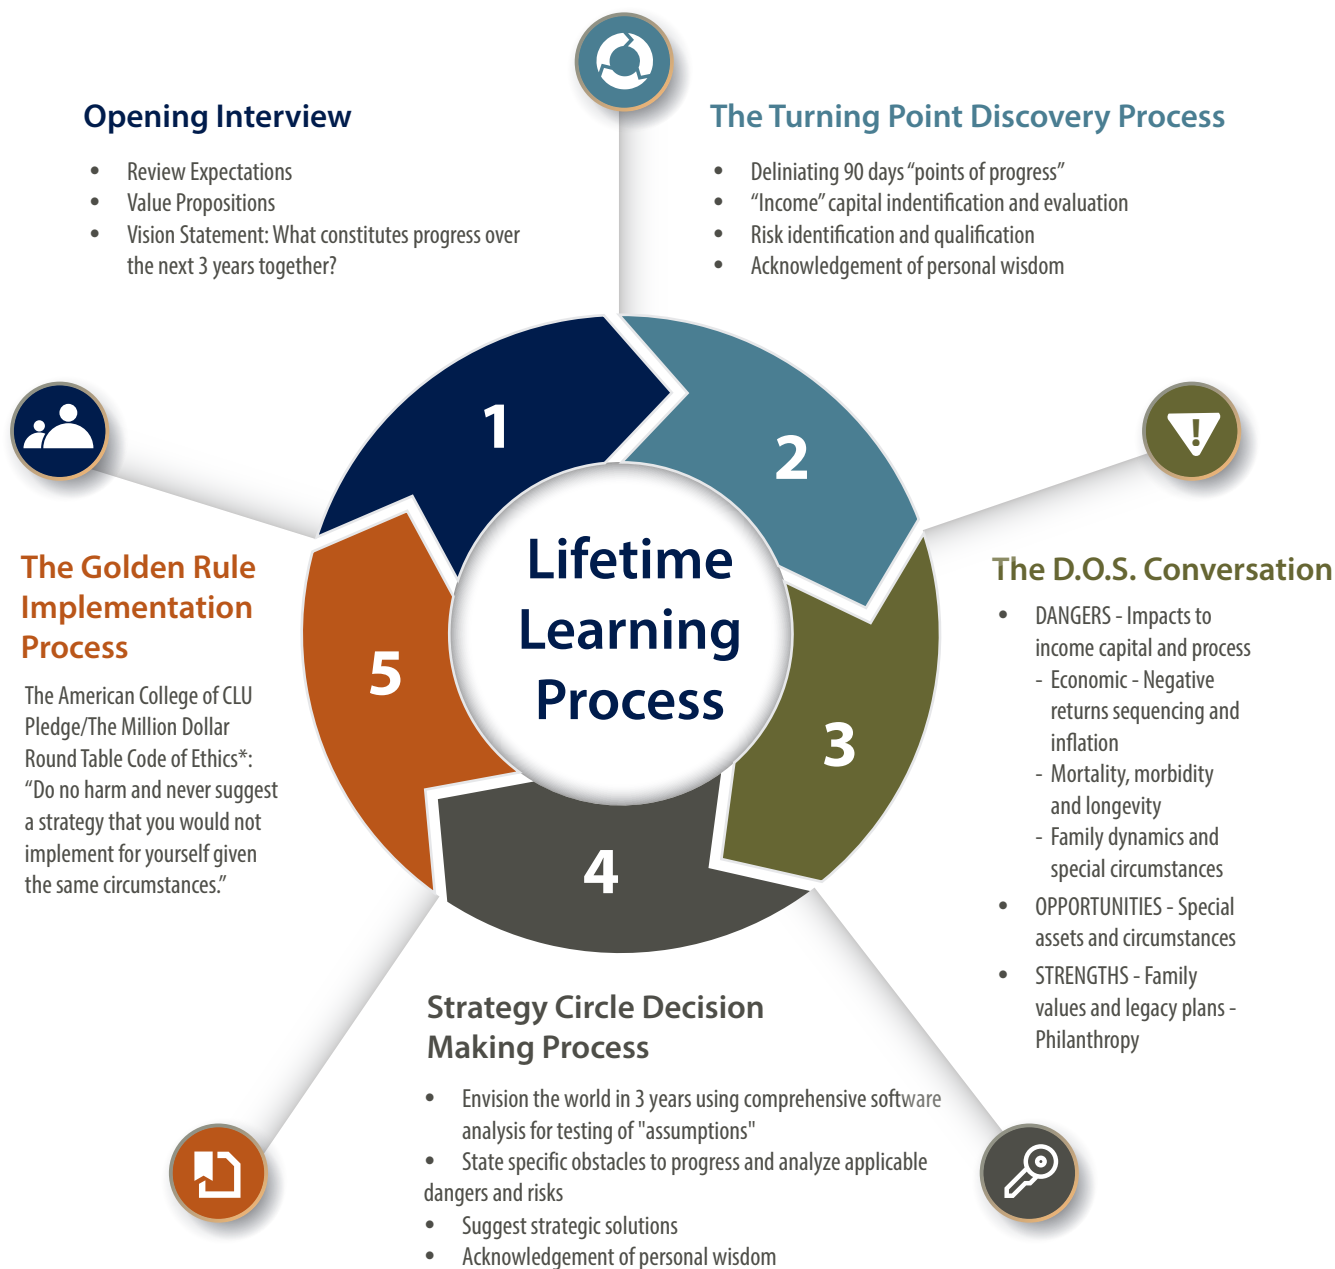 Opening Interview
• Review Expectations
• Value Propositions
• Vision Statement: What constitutes progress over
the next 3 years together?
The Turning Point Discovery Process
• Deliniating 90 days “points of progress”
• “Income” capital indentification and evaluation
• Risk identification and qualification
• Acknowledgement of personal wisdom
1
2
3
4
5
Lifetime
Learning
Process
The D.O.S. Conversation
• DANGERS - Impacts to
income capital and process
- Economic - Negative
returns sequencing and
inflation
- Mortality, morbidity
and longevity
- Family dynamics and
special circumstances
• OPPORTUNITIES - Special
assets and circumstances
• STRENGTHS - Family
values and legacy plans -
Philanthropy
Strategy Circle Decision
Making Process
• Envision the world in 3 years using comprehensive software
analysis for testing of "assumptions"
• State specific obstacles to progress and analyze applicable
dangers and risks
• Suggest strategic solutions
• Acknowledgement of personal wisdom
The Golden Rule
Implementation
Process
The American College of CLU
Pledge/The Million Dollar
Round Table Code of Ethics*:
“Do no harm and never suggest
a strategy that you would not
implement for yourself given
the same circumstances.”